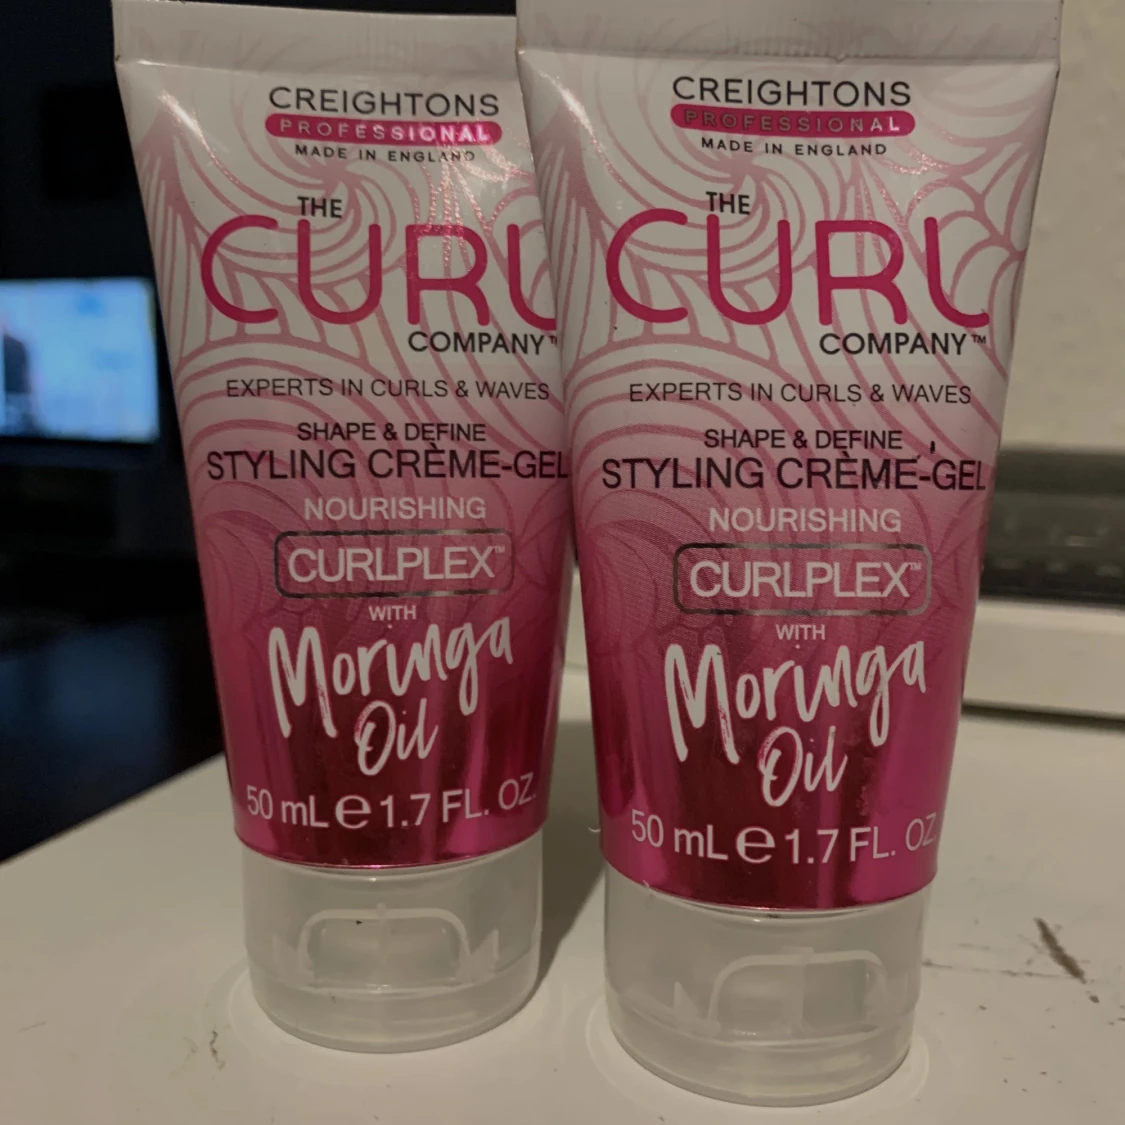 CREIGHTONS
PROFESSIONAL
MADE IN ENGLAND
THE
CURL
COMPANY™
EXPERTS IN CURLS & WAVES
SHAPE & DEFINE
STYLING CRÈME-GEL
NOURISHING
CURLPLEX™
WITH
Moringa
Oil
50 mL e 1.7 FL. OZ.
CREIGHTONS
PROFESSIONAL
MADE IN ENGLAND
THE
CURL
COMPANY™
EXPERTS IN CURLS & WAVES
SHAPE & DEFINE
STYLING CRÈME-GEL
NOURISHING
CURLPLEX™
WITH
Moringa
Oil
50 mL e 1.7 FL. OZ.